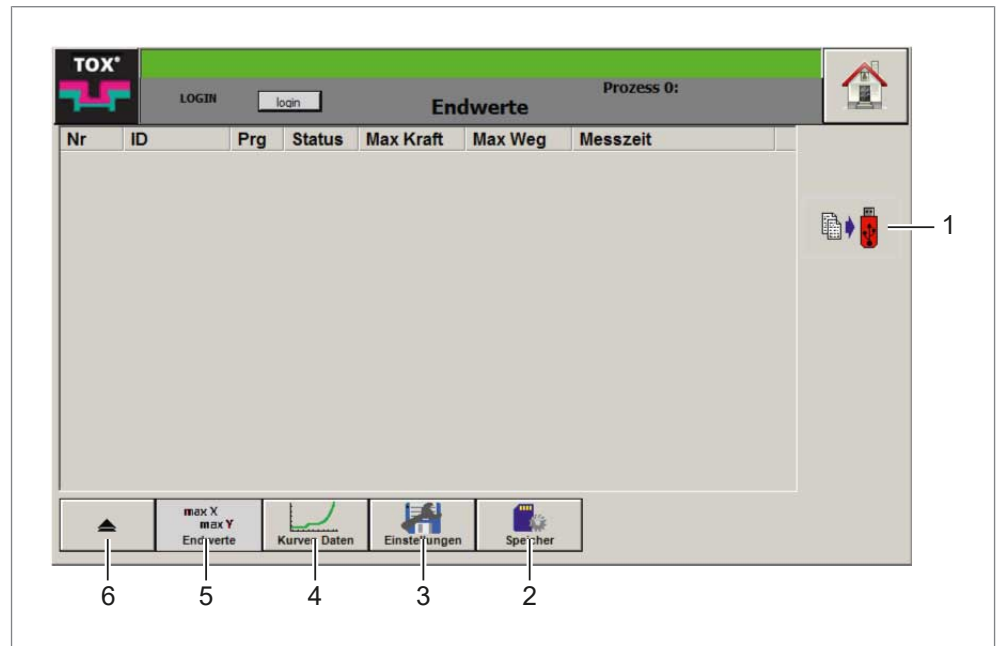 TOX®
LOGIN login Endwerte Prozess 0:
Nr ID Prg Status Max Kraft Max Weg Messzeit
1
max X
max Y
Endwerte Kurven Daten Einstellungen Speicher
6 5 4 3 2